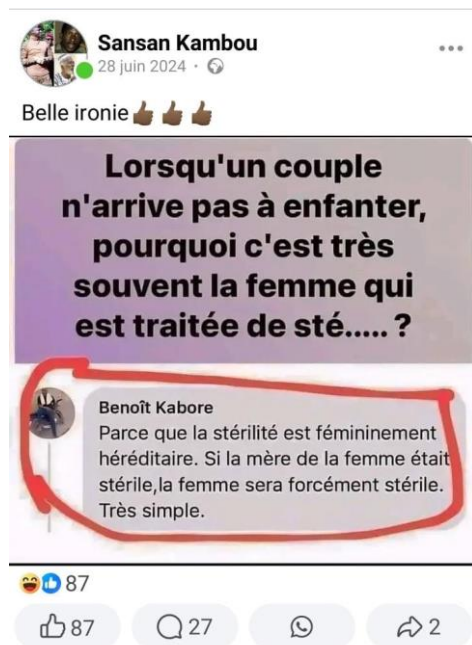 Sansan Kambou
28 juin 2024 ·
Belle ironie👍🏾👍🏾👍🏾
Lorsqu'un couple
n'arrive pas à enfanter,
pourquoi c'est très
souvent la femme qui
est traitée de sté..... ?
Benoît Kabore
Parce que la stérilité est fémininement
héréditaire. Si la mère de la femme était
stérile,la femme sera forcément stérile.
Très simple.
87
87 27 2